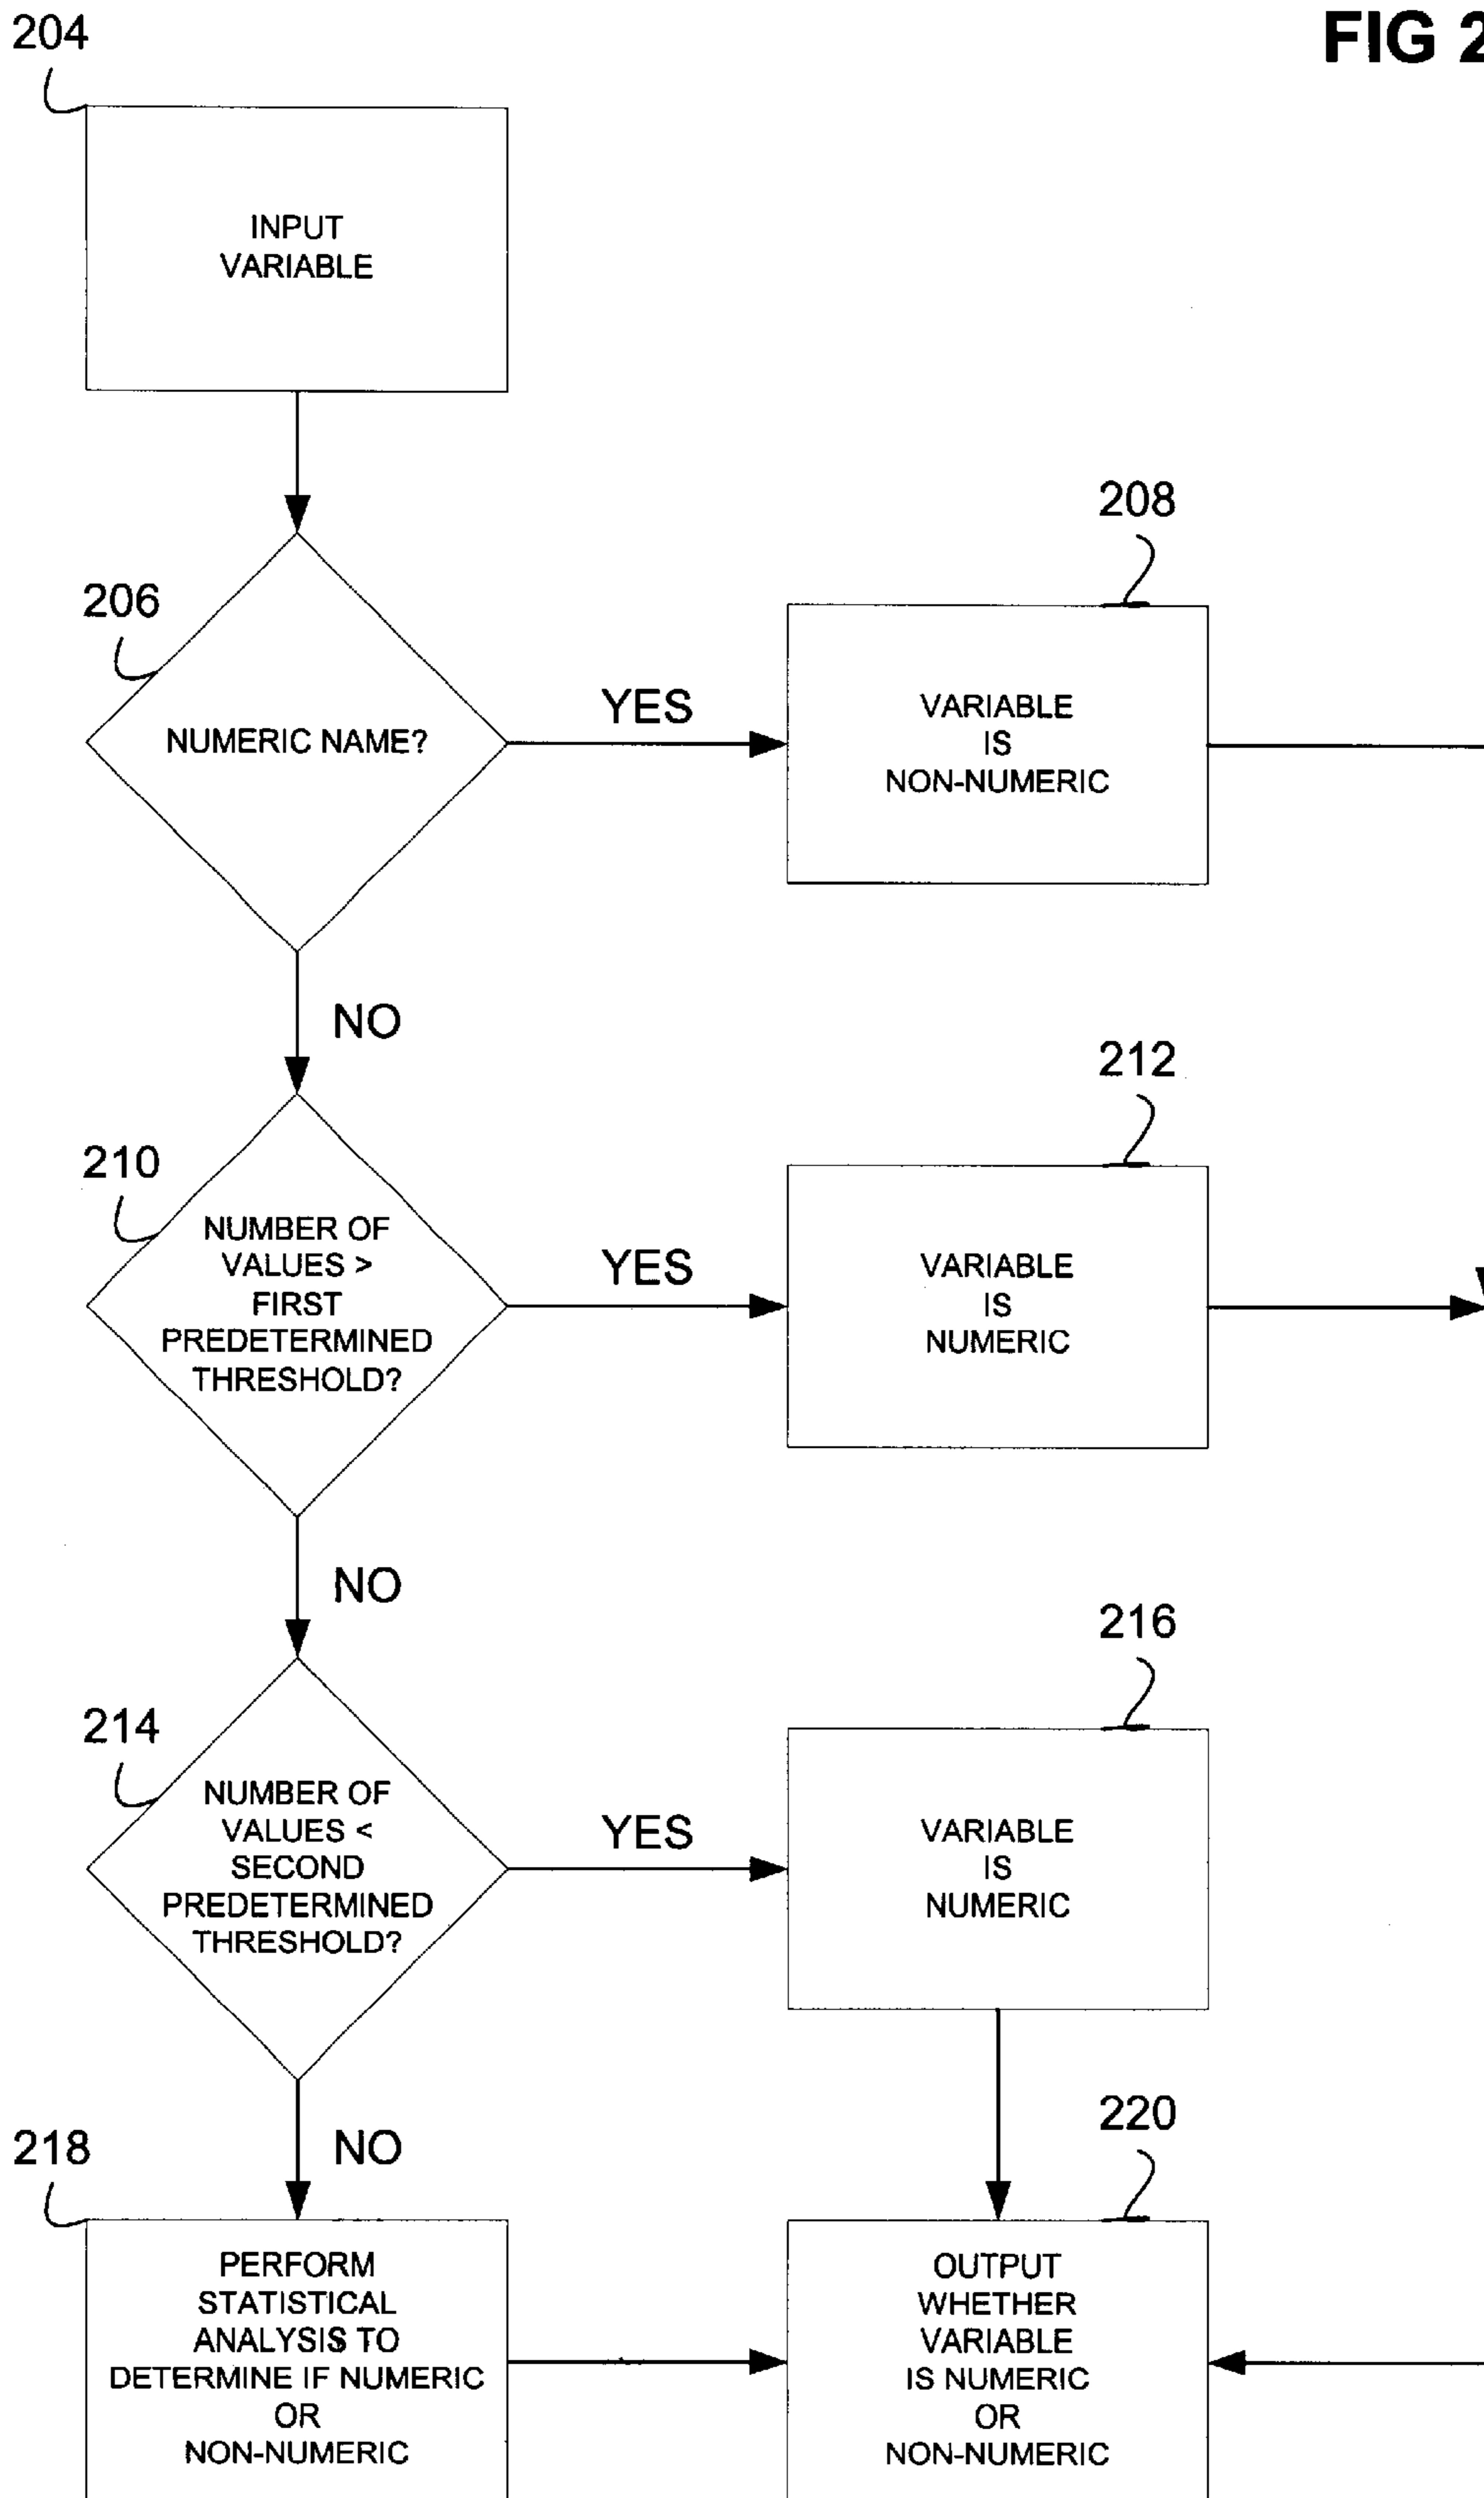 204
FIG 2
INPUT
VARIABLE
206
NUMERIC NAME?
YES
208
VARIABLE
IS
NON-NUMERIC
NO
210
NUMBER OF
VALUES >
FIRST
PREDETERMINED
THRESHOLD?
YES
212
VARIABLE
IS
NUMERIC
NO
214
NUMBER OF
VALUES <
SECOND
PREDETERMINED
THRESHOLD?
YES
216
VARIABLE
IS
NUMERIC
NO
218
PERFORM
STATISTICAL
ANALYSIS TO
DETERMINE IF NUMERIC
OR
NON-NUMERIC
220
OUTPUT
WHETHER
VARIABLE
IS NUMERIC
OR
NON-NUMERIC